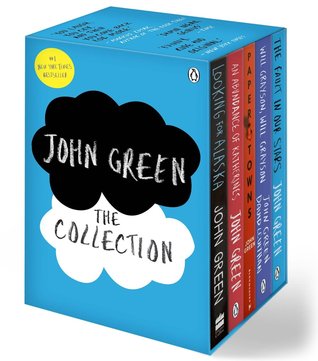 #1
New York Times
BESTSELLER
JOHN GREEN
THE
COLLECTION
LOOKING FOR ALASKA
JOHN GREEN
AN ABUNDANCE OF KATHERINES
JOHN GREEN
PAPER TOWNS
JOHN GREEN
WILL GRAYSON, WILL GRAYSON
JOHN GREEN
DAVID LEVITHAN
THE FAULT IN OUR STARS
JOHN GREEN